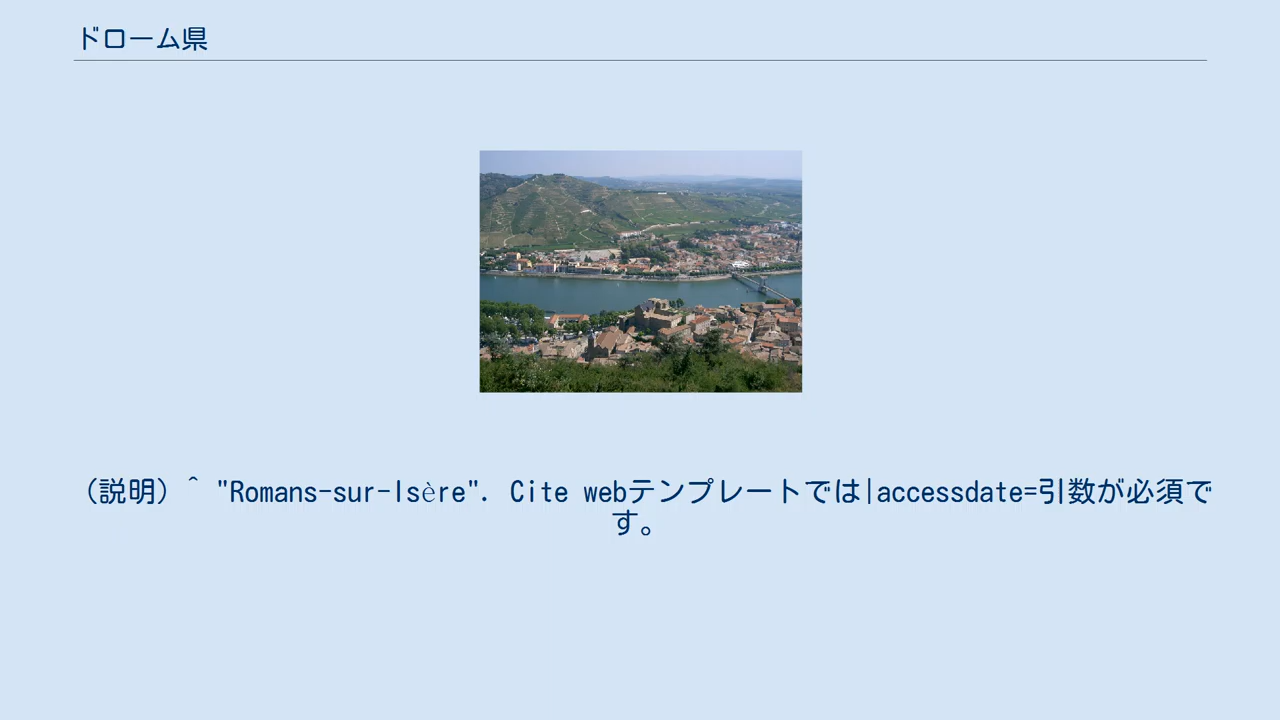 ドローム県
（説明）^ "Romans-sur-Isère". Cite webテンプレートでは|accessdate=引数が必須で
す。